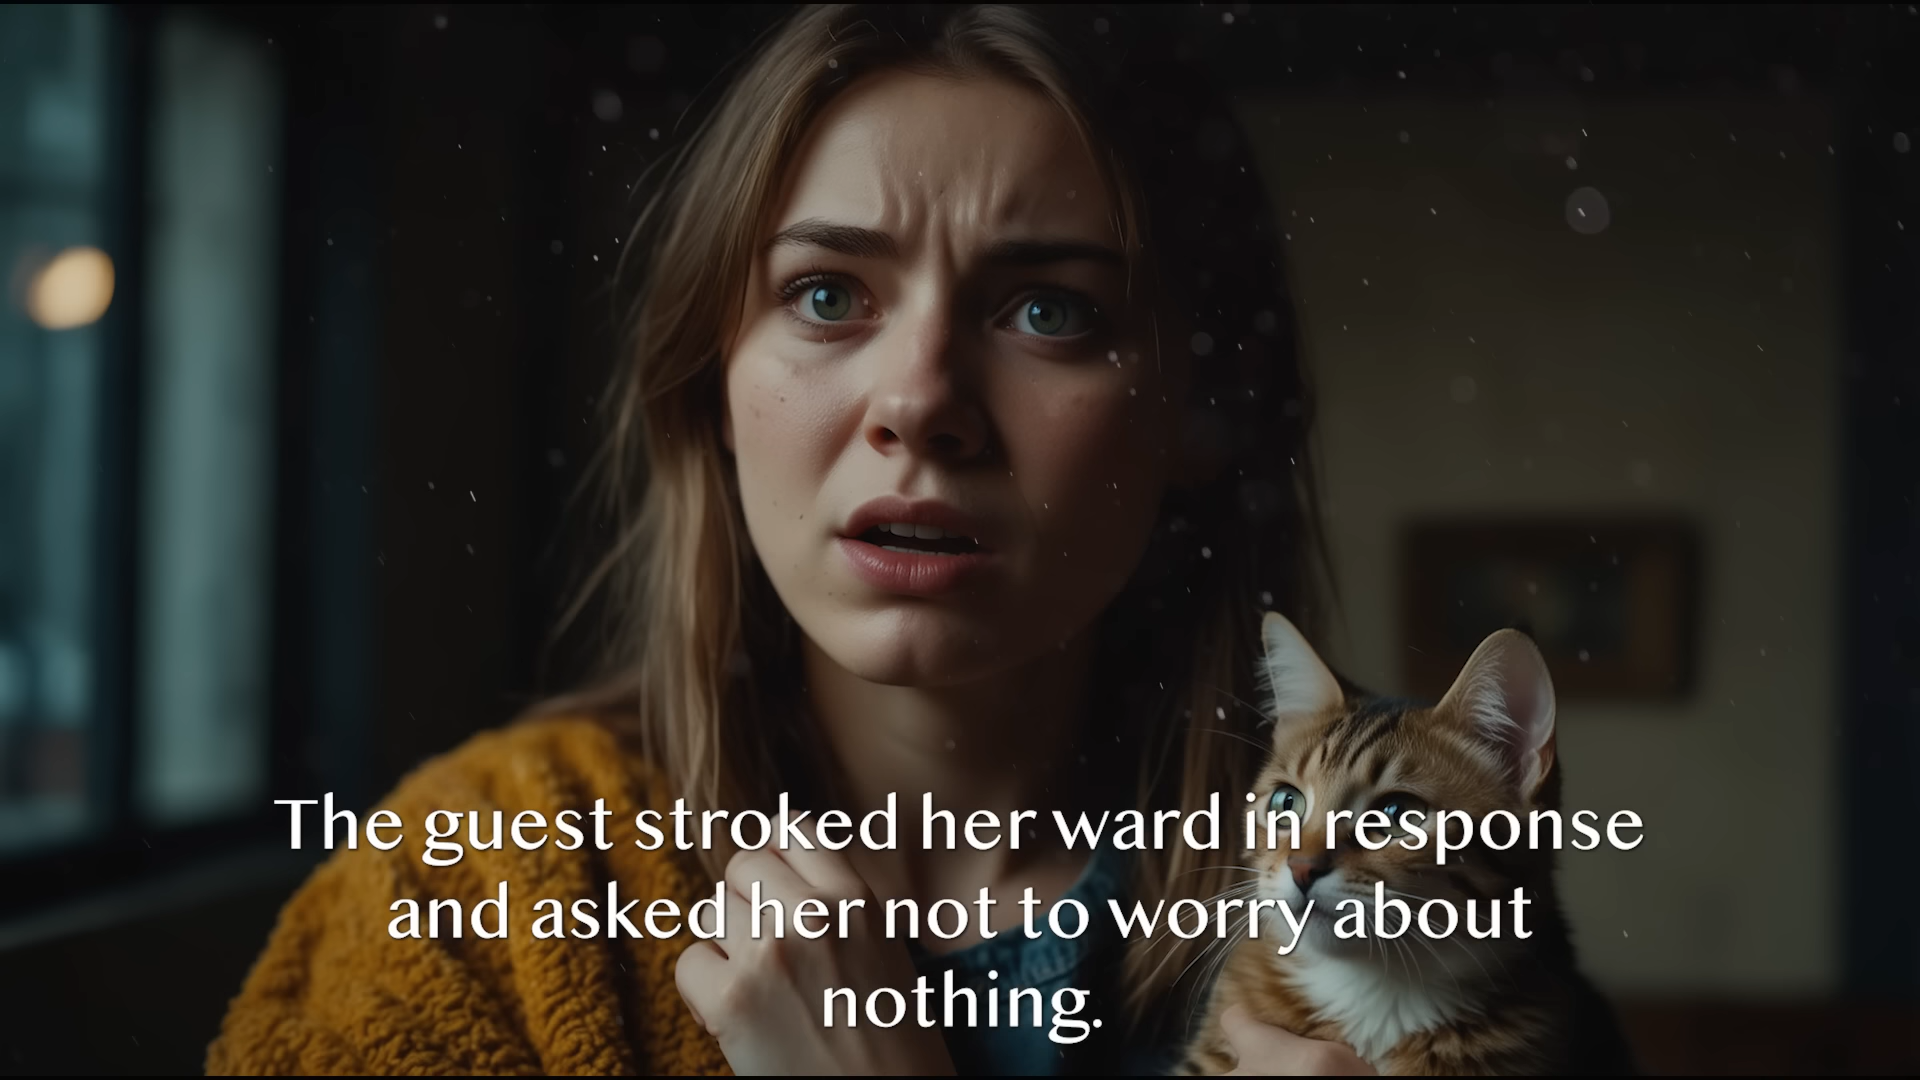 The guest stroked her ward in response
and asked her not to worry about
nothing.